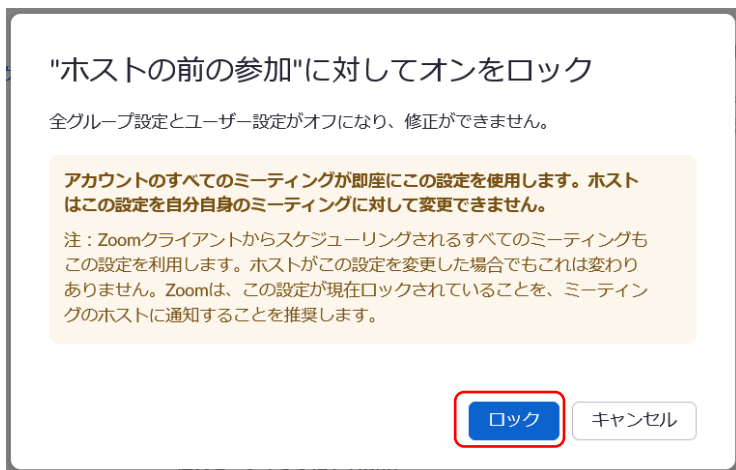 "ホストの前の参加"に対してオンをロック
全グループ設定とユーザー設定がオフになり、修正ができません。
アカウントのすべてのミーティングが即座にこの設定を使用します。ホスト
はこの設定を自分自身のミーティングに対して変更できません。
注：Zoomクライアントからスケジューリングされるすべてのミーティングも
この設定を利用します。ホストがこの設定を変更した場合でもこれは変わり
ありません。Zoomは、この設定が現在ロックされていることを、ミーティン
グのホストに通知することを推奨します。
ロック
キャンセル